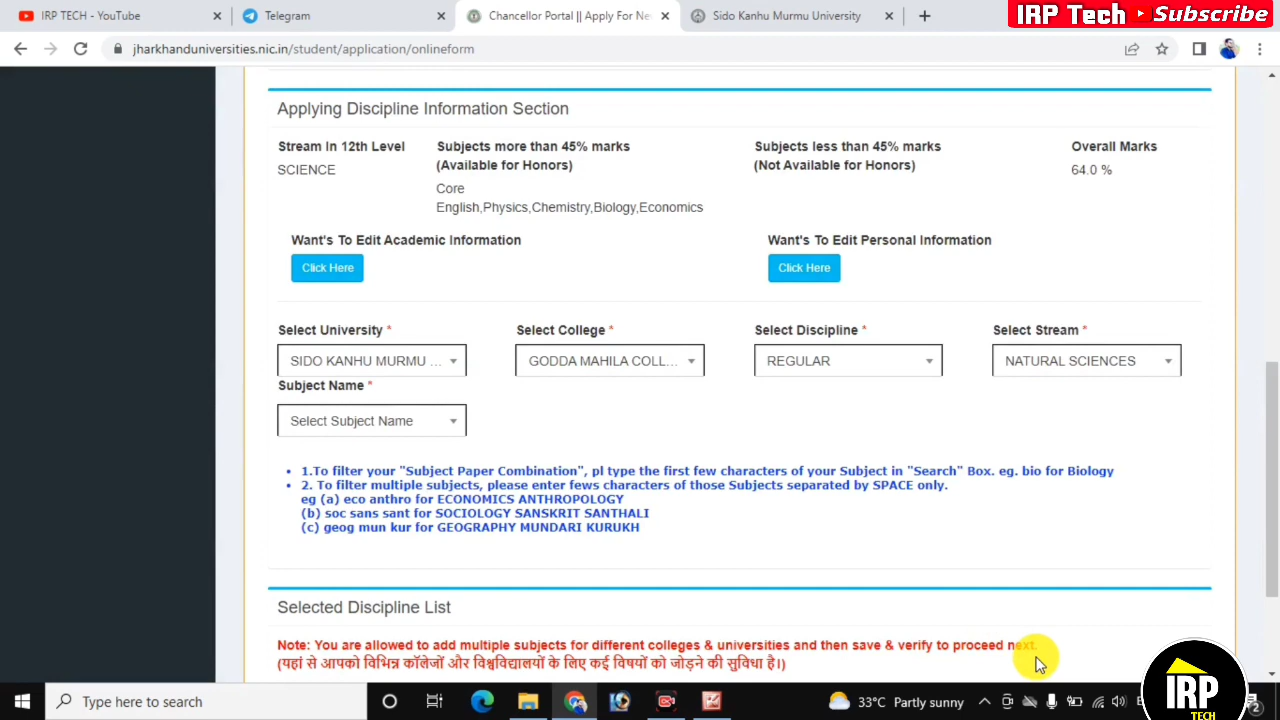 IRP TECH - YouTube
Telegram
Chancellor Portal || Apply For Ne
Sido Kanhu Murmu University
IRP Tech Subscribe
jharkhanduniversities.nic.in/student/application/onlineform
Applying Discipline Information Section
Stream In 12th Level
Subjects more than 45% marks
(Available for Honors)
Subjects less than 45% marks
(Not Available for Honors)
Overall Marks
SCIENCE
Core
English,Physics,Chemistry,Biology,Economics
64.0 %
Want's To Edit Academic Information
Want's To Edit Personal Information
Click Here
Click Here
Select University *
Select College *
Select Discipline *
Select Stream *
SIDO KANHU MURMU ...
GODDA MAHILA COLL...
REGULAR
NATURAL SCIENCES
Subject Name *
Select Subject Name
• 1.To filter your "Subject Paper Combination", pl type the first few characters of your Subject in "Search" Box. eg. bio for Biology
• 2. To filter multiple subjects, please enter fews characters of those Subjects separated by SPACE only.
eg (a) eco anthro for ECONOMICS ANTHROPOLOGY
(b) soc sans sant for SOCIOLOGY SANSKRIT SANTHALI
(c) geog mun kur for GEOGRAPHY MUNDARI KURUKH
Selected Discipline List
Note: You are allowed to add multiple subjects for different colleges & universities and then save & verify to proceed next.
(यहां से आपको विभिन्न कॉलेजों और विश्वविद्यालयों के लिए कई विषयों को जोड़ने की सुविधा है।)
Type here to search
33°C Partly sunny
2
IRP
TECH